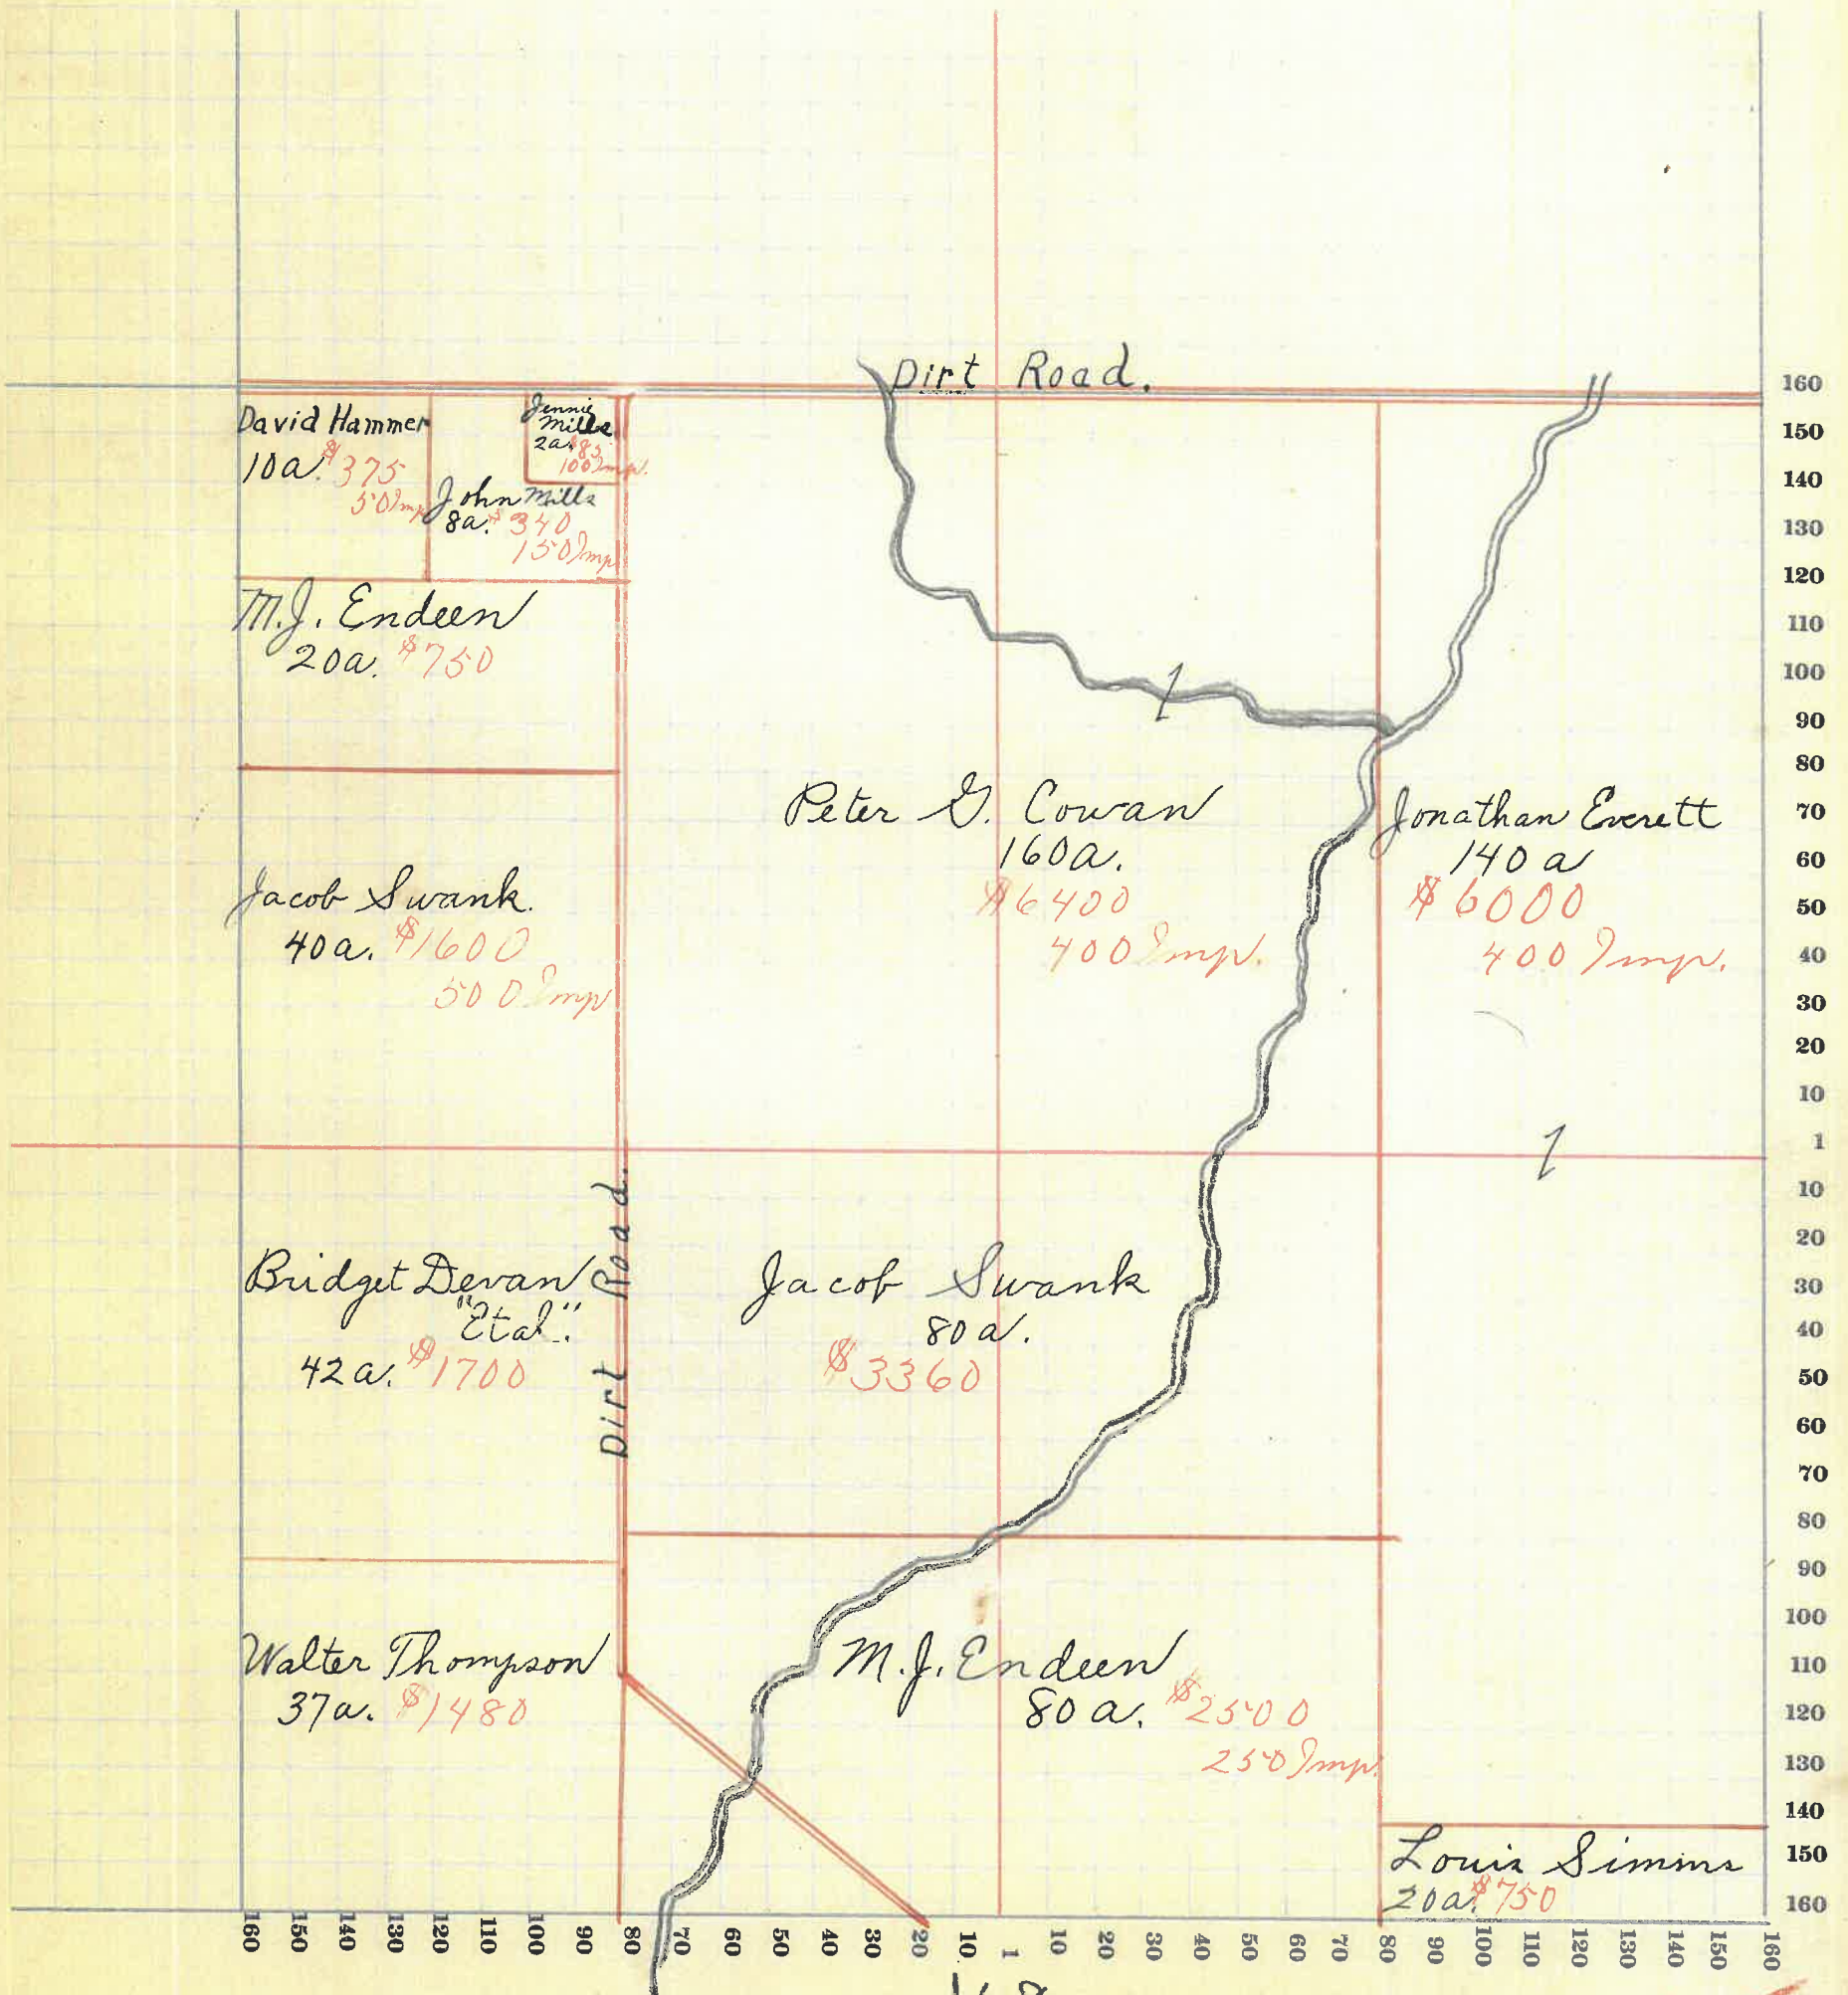 Dirt Road.
David Hammer
10a. $375
50 Imp
Jennie
Mills
2a. $85
100 Imp.
John Mills
8a. $340
150 Imp
M.J. Endeen
20a. $750
Jacob Swank.
40a. $1600
500 Imp
Peter G. Cowan
160a.
$6400
400 Imp.
Jonathan Everett
140a
$6000
400 Imp.
1
1
Dirt Road.
Bridget Devan
"Etal".
42a. $1700
Jacob Swank
80a.
$3360
Walter Thompson
37a. $1480
M.J. Endeen
80a. $2500
250 Imp.
Louis Simms
20a. $750
160
150
140
130
120
110
100
90
80
70
60
50
40
30
20
10
1
10
20
30
40
50
60
70
80
90
100
110
120
130
140
150
160
160 150 140 130 120 110 100 90 80 70 60 50 40 30 20 10 1 10 20 30 40 50 60 70 80 90 100 110 120 130 140 150 160